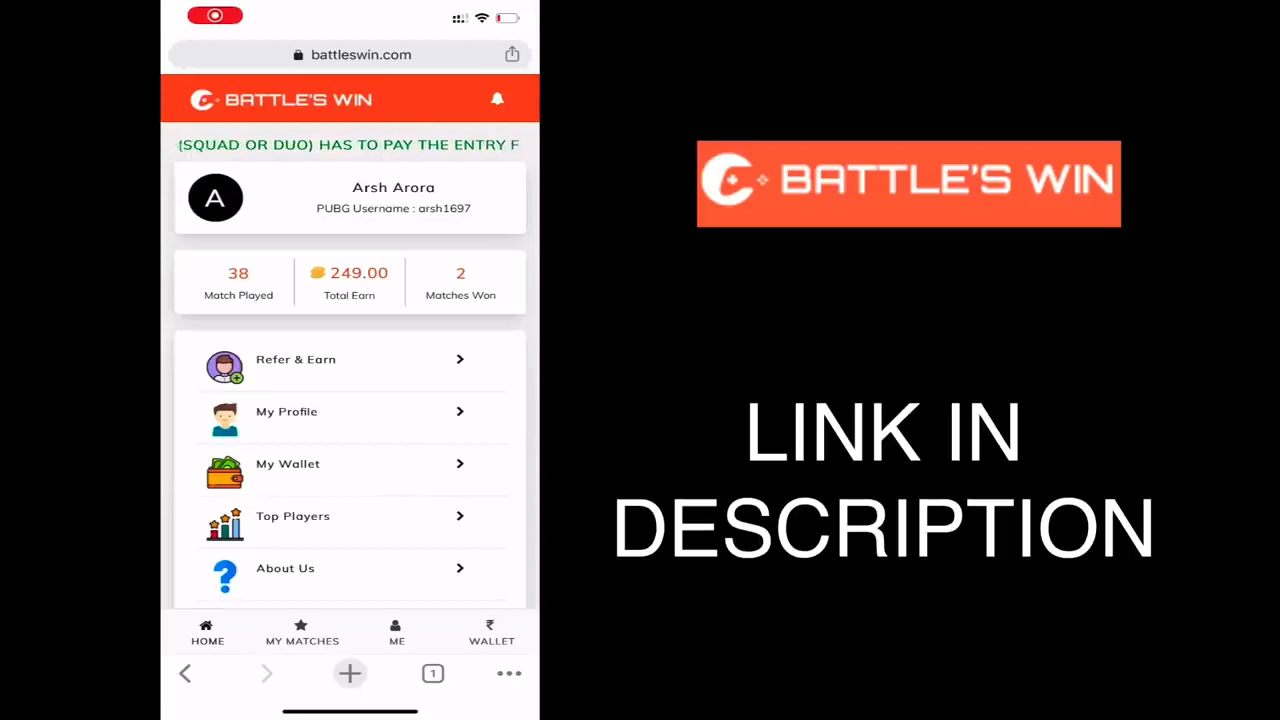 battleswin.com
BATTLE'S WIN
(SQUAD OR DUO) HAS TO PAY THE ENTRY F
A
Arsh Arora
PUBG Username : arsh1697
38
249.00
2
Match Played
Total Earn
Matches Won
Refer & Earn
My Profile
My Wallet
Top Players
About Us
HOME
MY MATCHES
ME
₹
WALLET
1
BATTLE'S WIN
LINK IN
DESCRIPTION